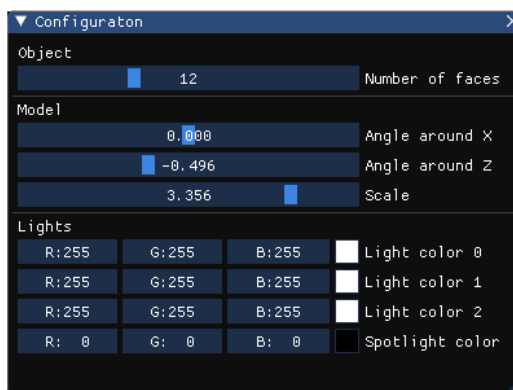 ▼ Configuraton ×
Object
12 Number of faces
Model
0.000 Angle around X
-0.496 Angle around Z
3.356 Scale
Lights
R:255 G:255 B:255 Light color 0
R:255 G:255 B:255 Light color 1
R:255 G:255 B:255 Light color 2
R: 0 G: 0 B: 0 Spotlight color